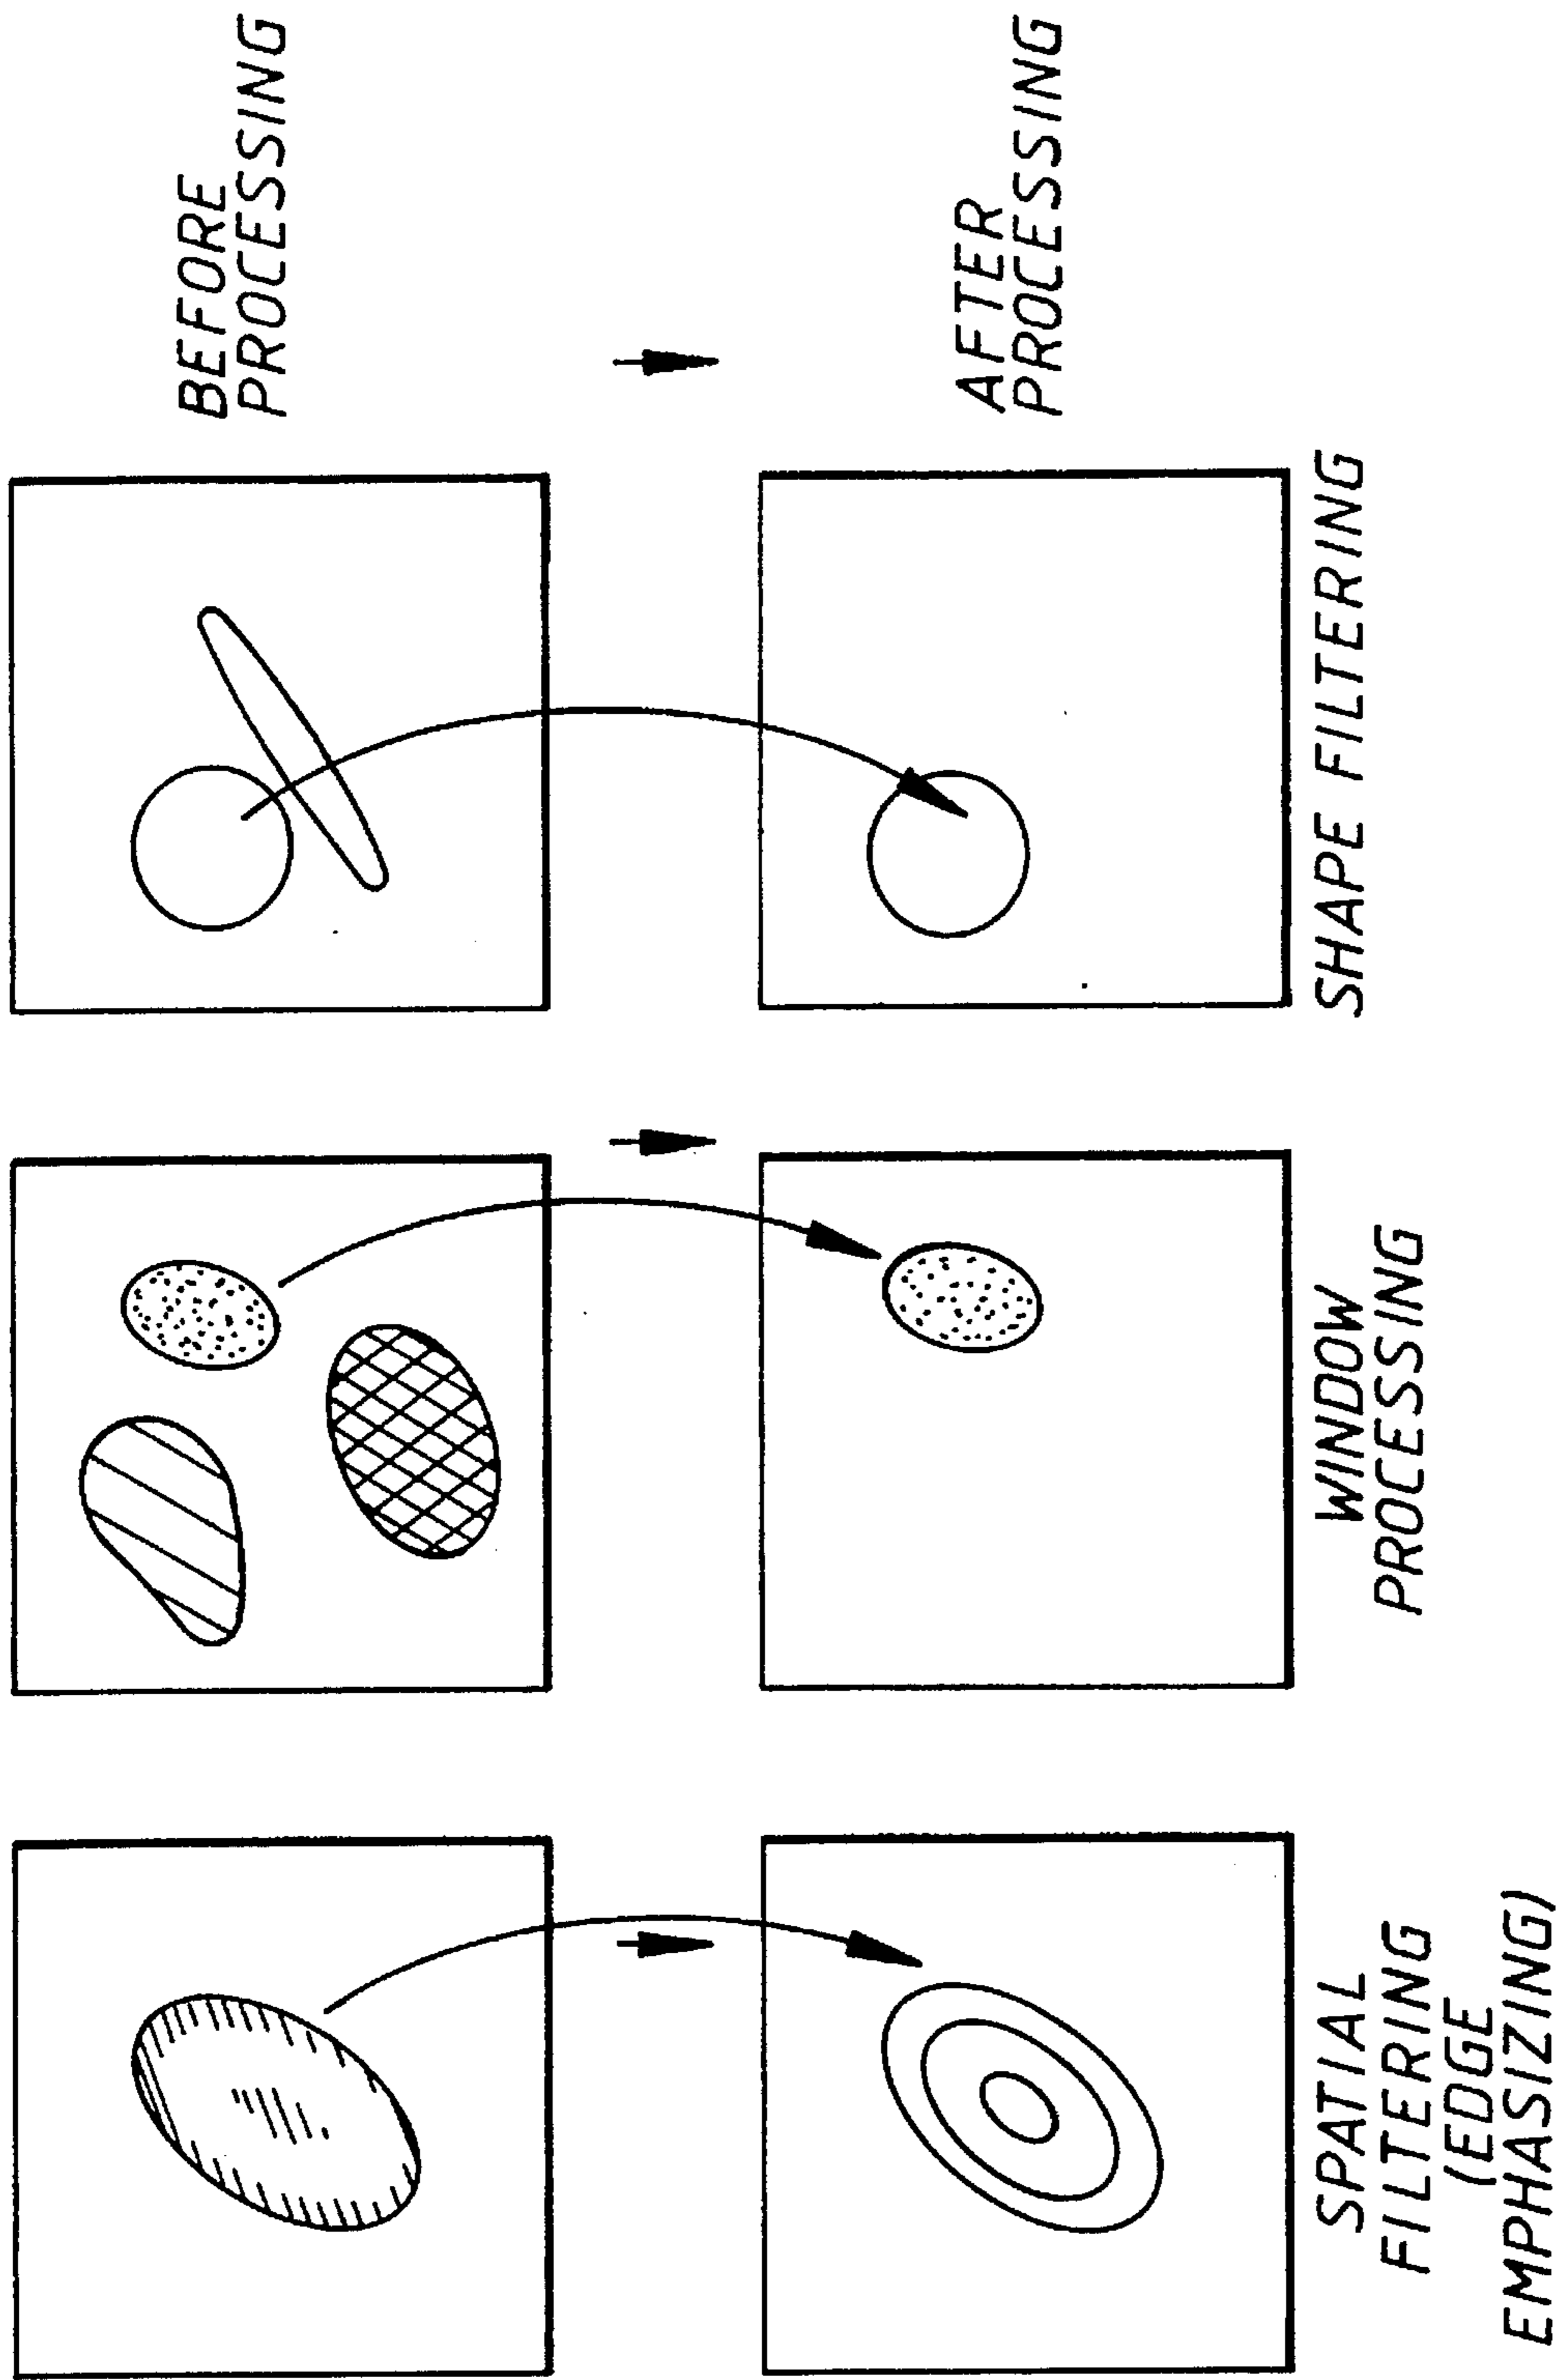 BEFORE
PROCESSING
AFTER
PROCESSING
SPATIAL
FILTERING
(EDGE
EMPHASIZING)
WINDOW
PROCESSING
SHAPE FILTERING